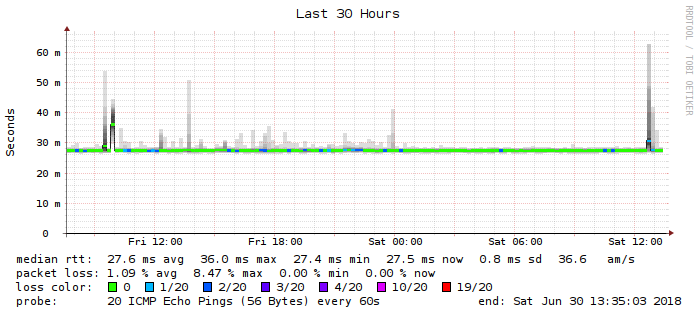 Last 30 Hours
RRDTOOL / TOBI OETIKER
Seconds
60 m
50 m
40 m
30 m
20 m
10 m
0
Fri 12:00 Fri 18:00 Sat 00:00 Sat 06:00 Sat 12:00
median rtt: 27.6 ms avg 36.0 ms max 27.4 ms min 27.5 ms now 0.8 ms sd 36.6 am/s
packet loss: 1.09 % avg 8.47 % max 0.00 % min 0.00 % now
loss color: 0 1/20 2/20 3/20 4/20 10/20 19/20
probe: 20 ICMP Echo Pings (56 Bytes) every 60s end: Sat Jun 30 13:35:03 2018